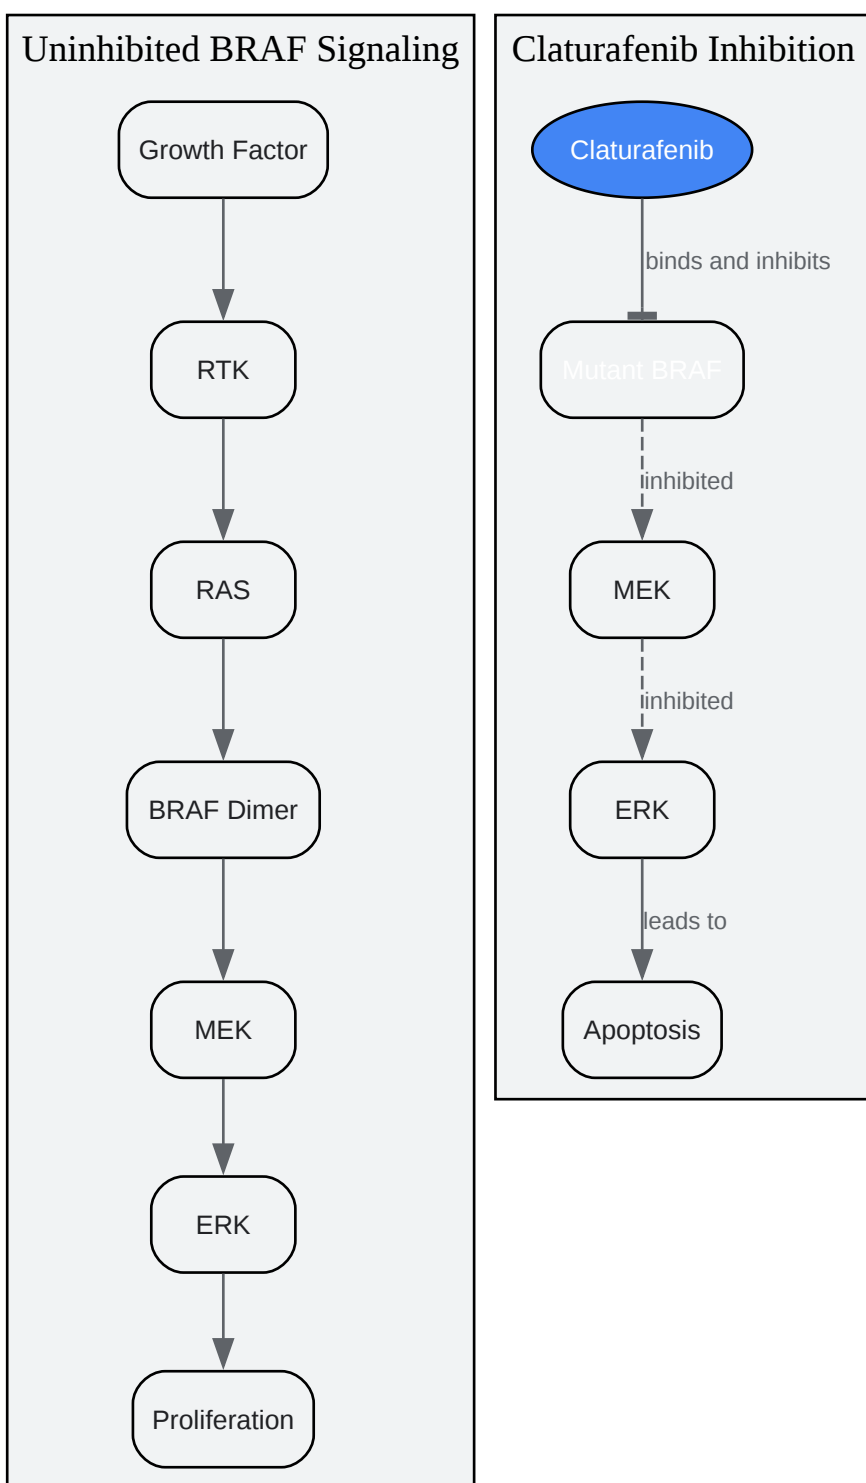 Uninhibited BRAF Signaling
Growth Factor
RTK
RAS
BRAF Dimer
MEK
ERK
Proliferation
Claturafenib Inhibition
Claturafenib
binds and inhibits
Mutant BRAF
inhibited
MEK
inhibited
ERK
leads to
Apoptosis